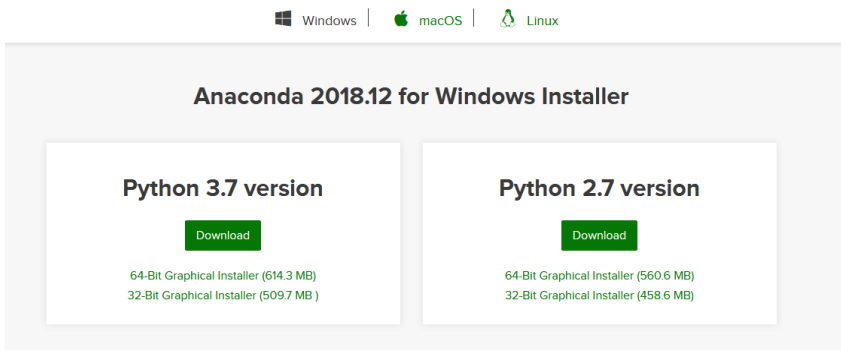 Windows | macOS | Linux
Anaconda 2018.12 for Windows Installer
Python 3.7 version
Download
64-Bit Graphical Installer (614.3 MB)
32-Bit Graphical Installer (509.7 MB )
Python 2.7 version
Download
64-Bit Graphical Installer (560.6 MB)
32-Bit Graphical Installer (458.6 MB)